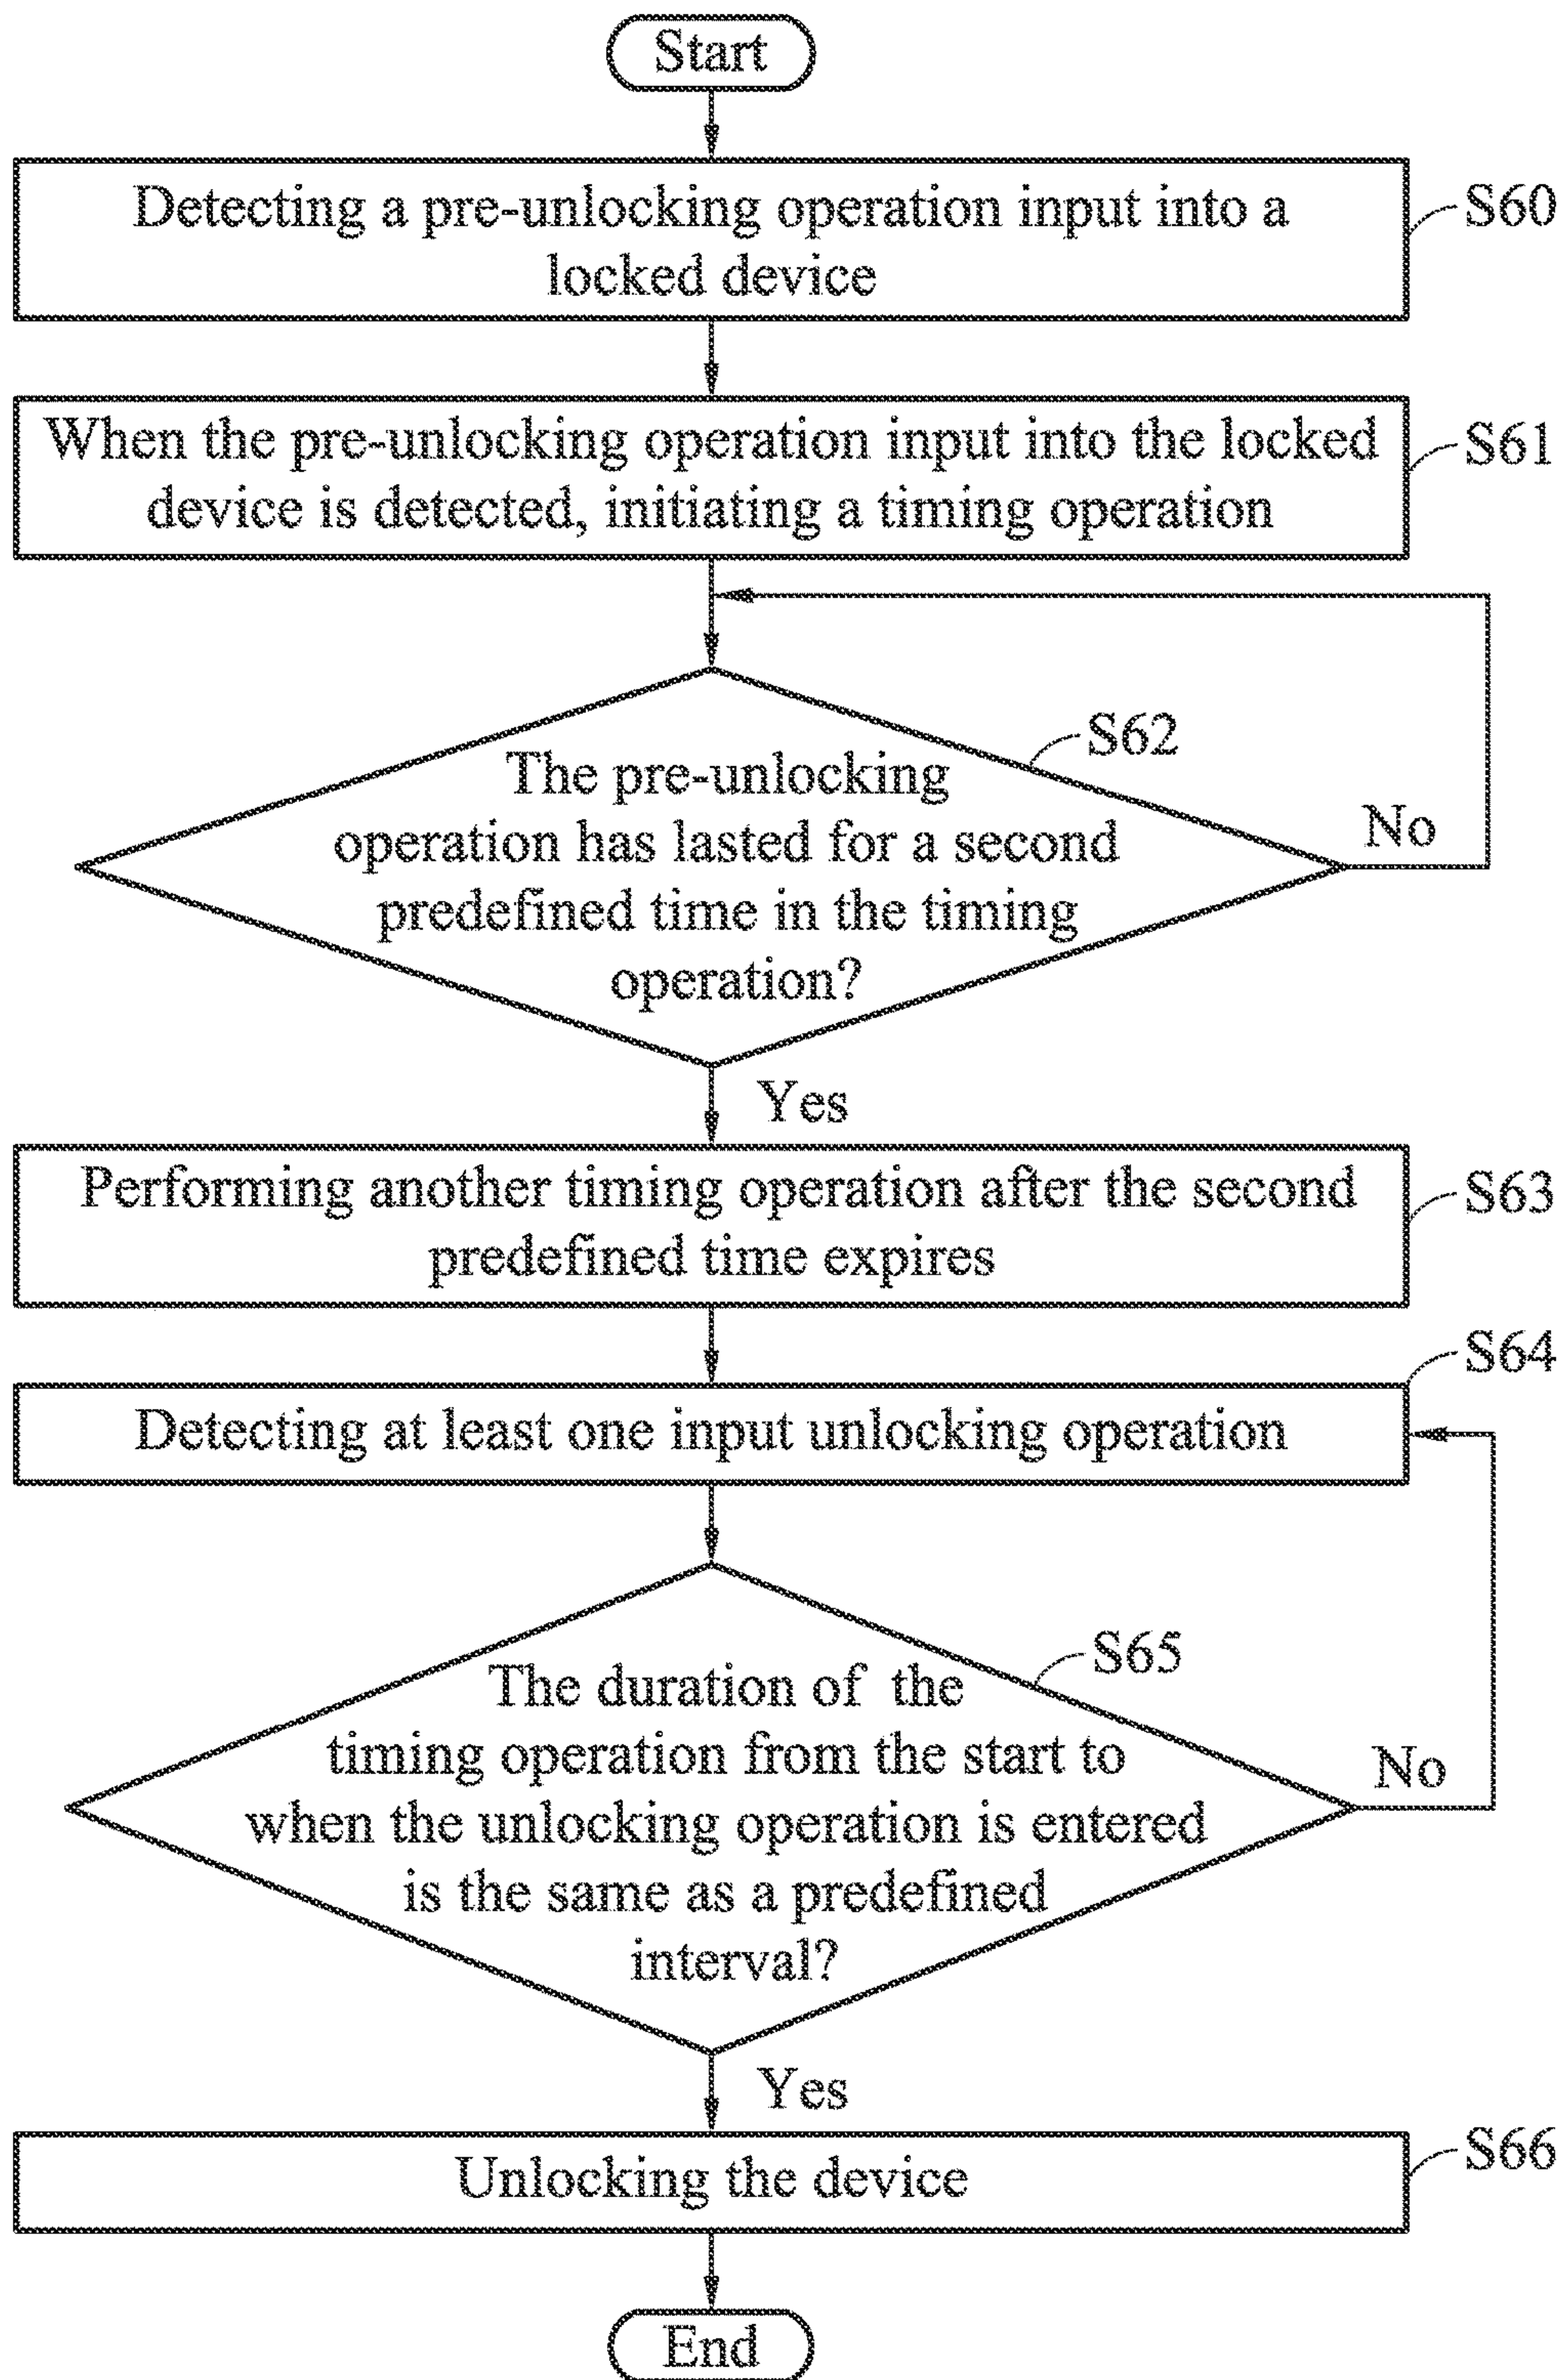 Start
Detecting a pre-unlocking operation input into a
locked device
S60
When the pre-unlocking operation input into the locked
device is detected, initiating a timing operation
S61
S62
The pre-unlocking
operation has lasted for a second
predefined time in the timing
operation?
No
Yes
Performing another timing operation after the second
predefined time expires
S63
S64
Detecting at least one input unlocking operation
S65
The duration of the
timing operation from the start to
when the unlocking operation is entered
is the same as a predefined
interval?
No
Yes
Unlocking the device
S66
End